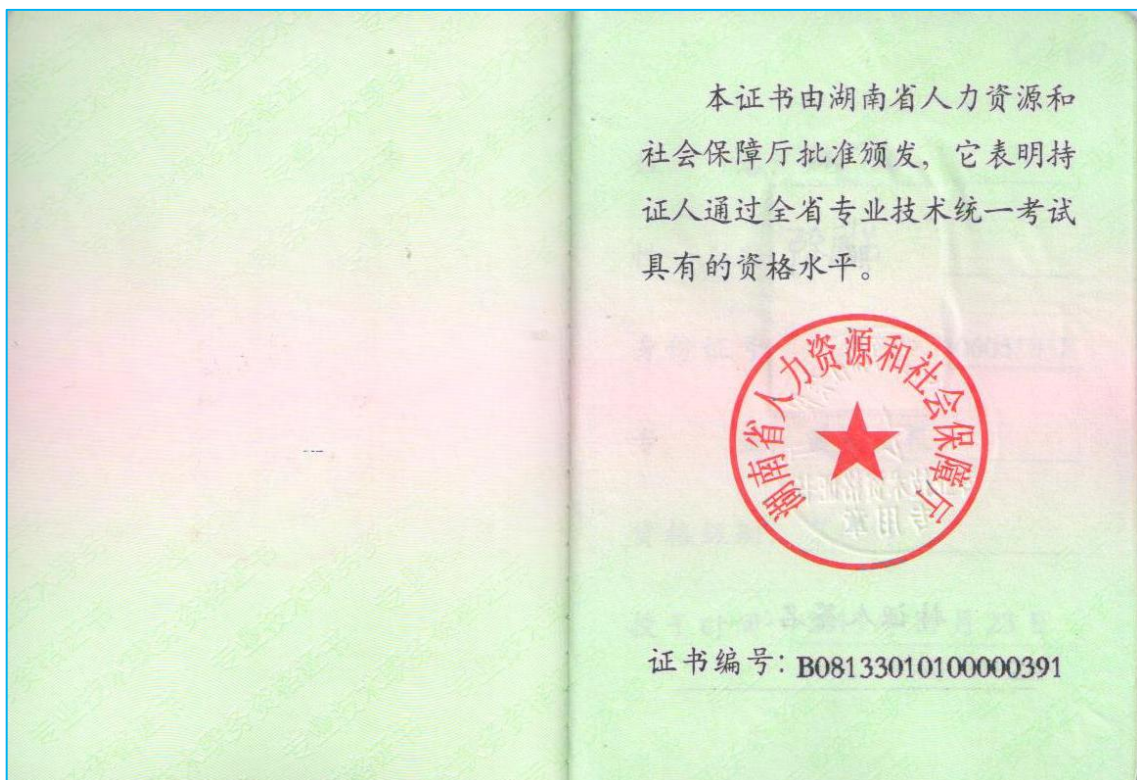 本证书由湖南省人力资源和
社会保障厅批准颁发，它表明持
证人通过全省专业技术统一考试
具有的资格水平。
湖南省人力资源和社会保障厅
证书编号：B08133010100000391